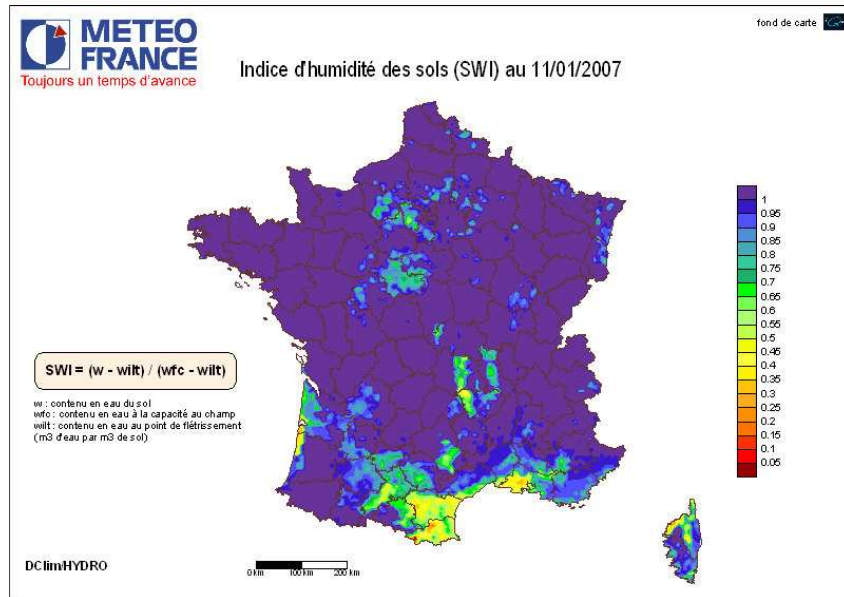 METEO
FRANCE
Toujours un temps d'avance
fond de carte
Indice d'humidité des sols (SWI) au 11/01/2007
1
0.95
0.9
0.85
0.8
0.75
0.7
0.65
0.6
0.55
0.5
0.45
0.4
0.35
0.3
0.25
0.2
0.15
0.1
0.05
SWI = (w - wilt) / (wfc - wilt)
w : contenu en eau du sol
wfc : contenu en eau à la capacité au champ
wilt : contenu en eau au point de flétrissement
(m3 d'eau par m3 de sol)
DClim/HYDRO
0 km 100 km 200 km